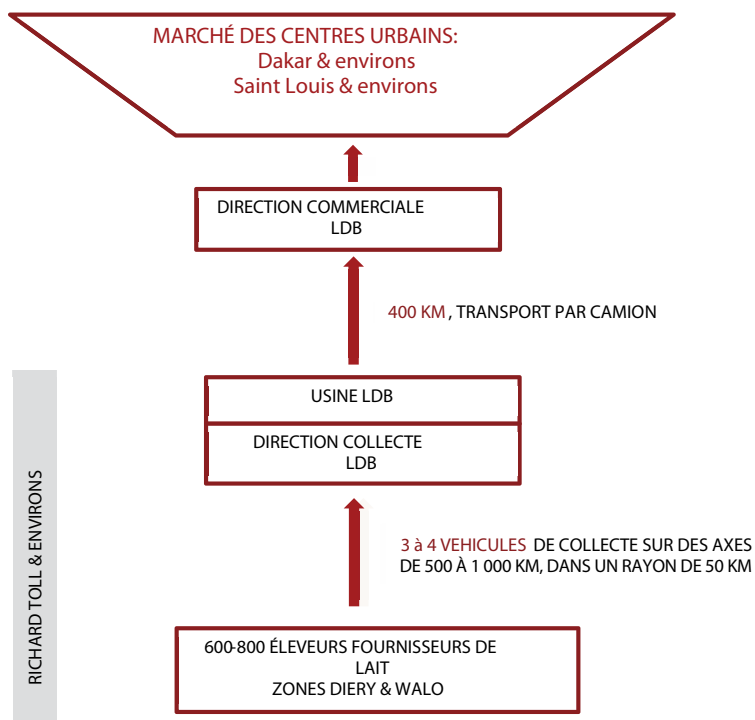 MARCHÉ DES CENTRES URBAINS:
Dakar & environs
Saint Louis & environs
DIRECTION COMMERCIALE
LDB
400 KM, TRANSPORT PAR CAMION
USINE LDB
DIRECTION COLLECTE
LDB
3 à 4 VEHICULES DE COLLECTE SUR DES AXES
DE 500 À 1 000 KM, DANS UN RAYON DE 50 KM
600-800 ÉLEVEURS FOURNISSEURS DE
LAIT
ZONES DIERY & WALO
RICHARD TOLL & ENVIRONS